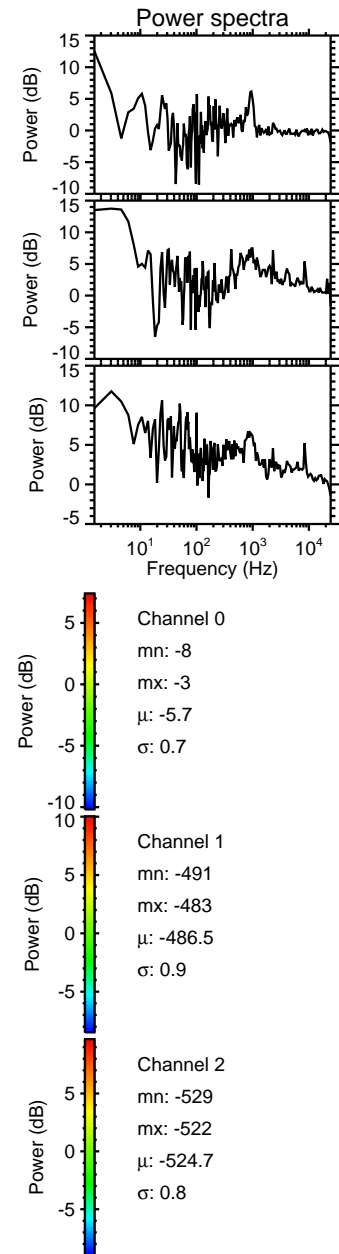 Power spectra
15
10
5
0
-5
-10
Power (dB)
15
10
5
0
-5
-10
Power (dB)
15
10
5
0
-5
Power (dB)
10¹ 10² 10³ 10⁴
Frequency (Hz)
5
0
-5
-10
Power (dB)
Channel 0
mn: -8
mx: -3
μ: -5.7
σ: 0.7
10
5
0
-5
Power (dB)
Channel 1
mn: -491
mx: -483
μ: -486.5
σ: 0.9
5
0
-5
Power (dB)
Channel 2
mn: -529
mx: -522
μ: -524.7
σ: 0.8